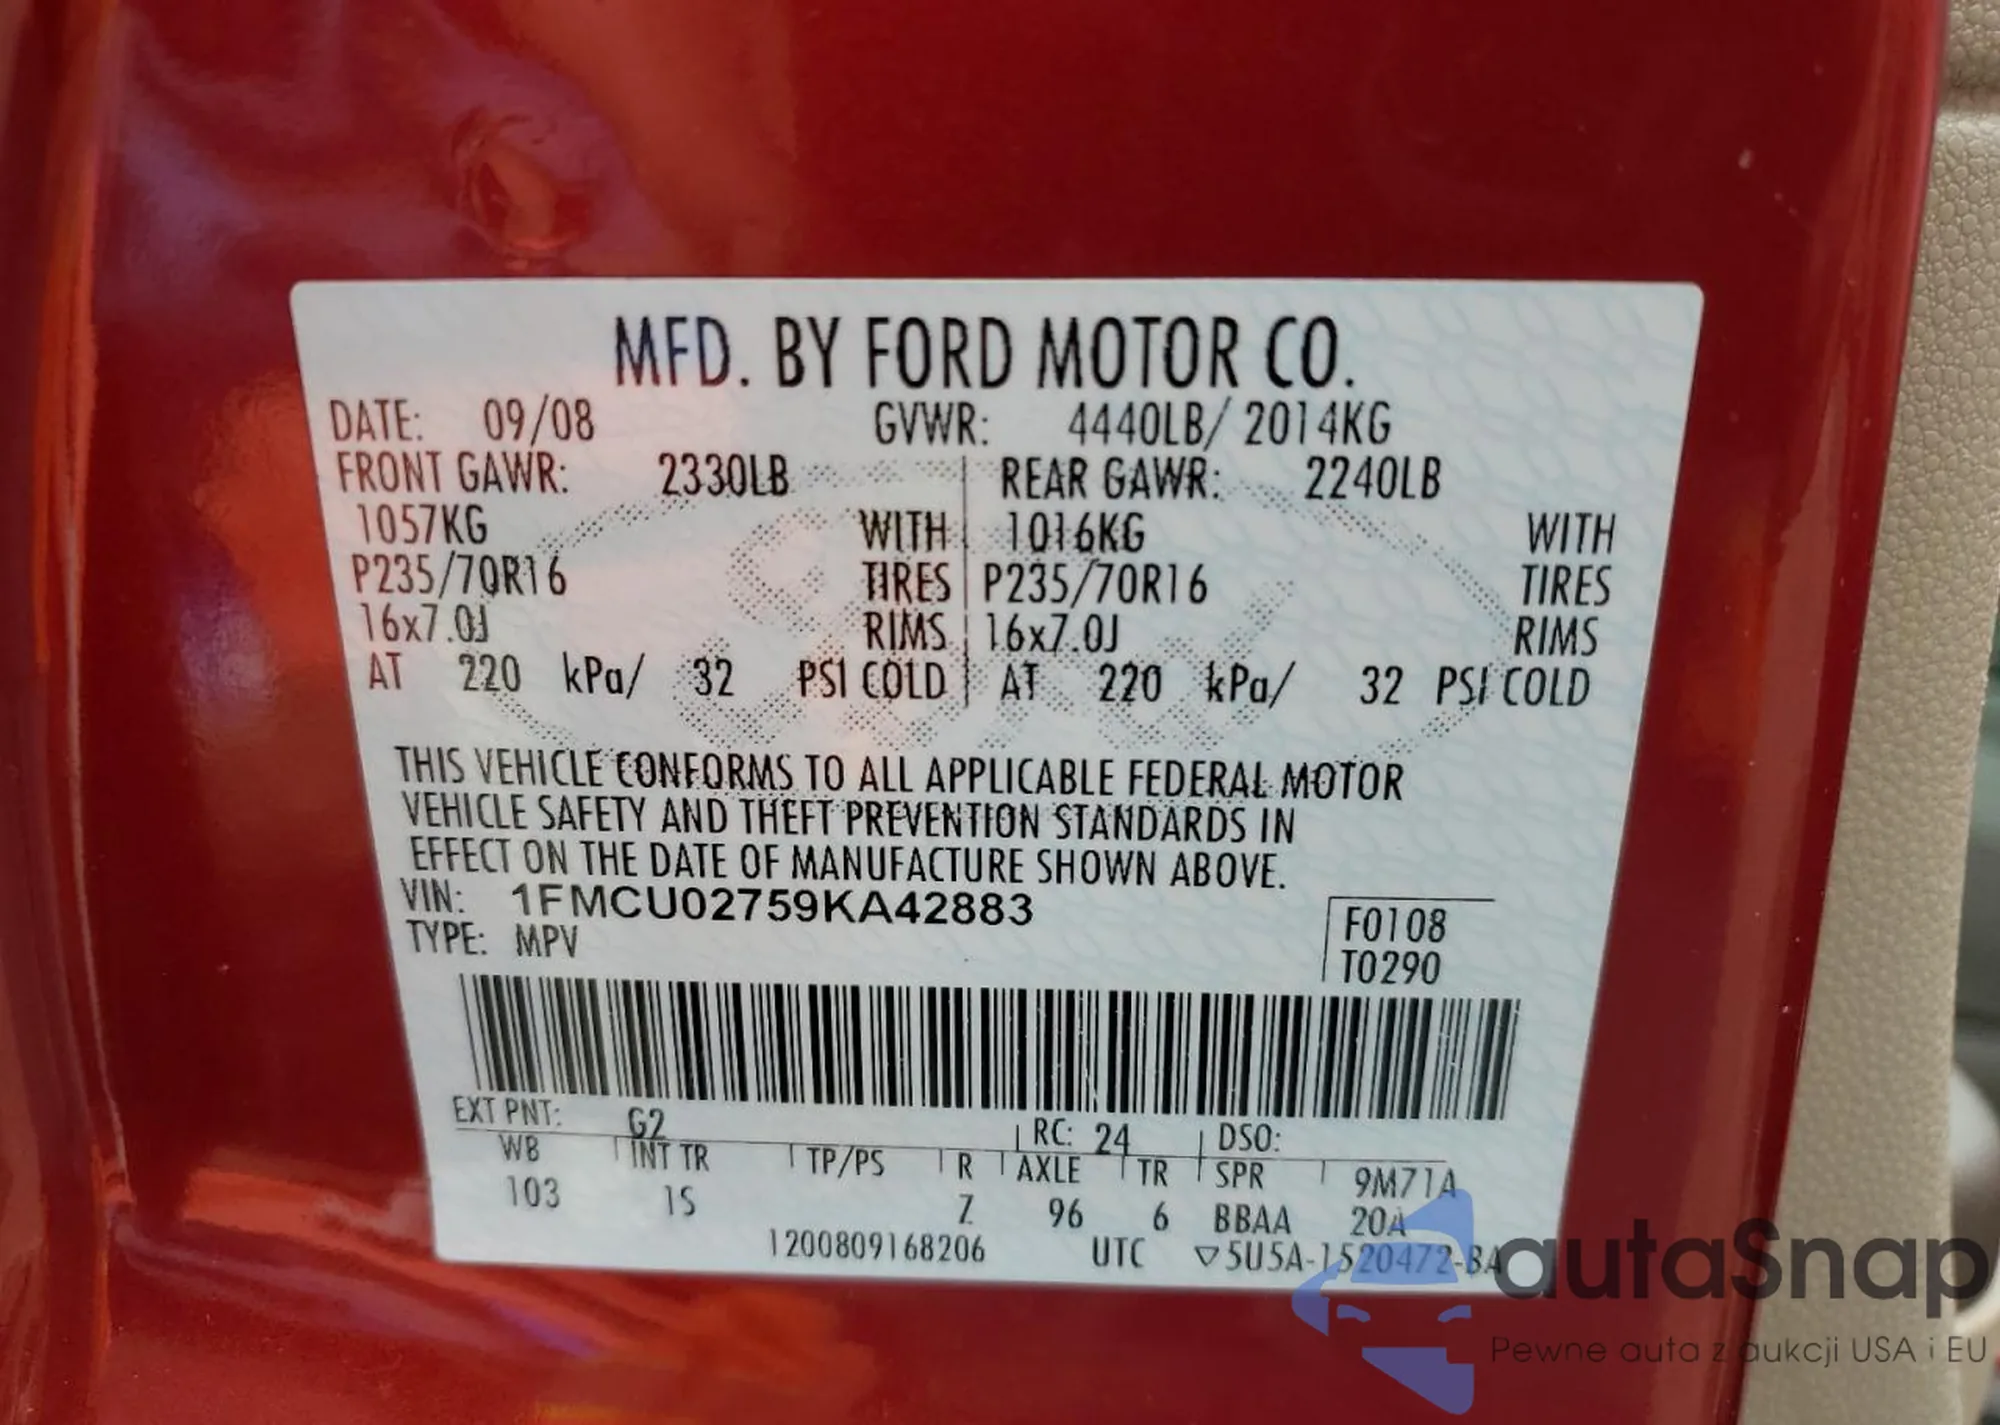 MFD. BY FORD MOTOR CO.
DATE: 09/08 GVWR: 4440LB/ 2014KG
FRONT GAWR: 2330LB REAR GAWR: 2240LB
1057KG WITH 1016KG WITH
P235/70R16 TIRES P235/70R16 TIRES
16x7.0J RIMS 16x7.0J RIMS
AT 220 kPa/ 32 PSI COLD AT 220 kPa/ 32 PSI COLD
THIS VEHICLE CONFORMS TO ALL APPLICABLE FEDERAL MOTOR
VEHICLE SAFETY AND THEFT PREVENTION STANDARDS IN
EFFECT ON THE DATE OF MANUFACTURE SHOWN ABOVE.
VIN: 1FMCU02759KA42883
TYPE: MPV
F0108
T0290
EXT PNT: G2 RC: 24 DSO:
WB INT TR TP/PS R AXLE TR SPR 9M71A
103 1S Z 96 6 BBAA 20A
1200809168206 UTC ▽5U5A-1520472-BA
autaSnap
Pewne auta z aukcji USA i EU